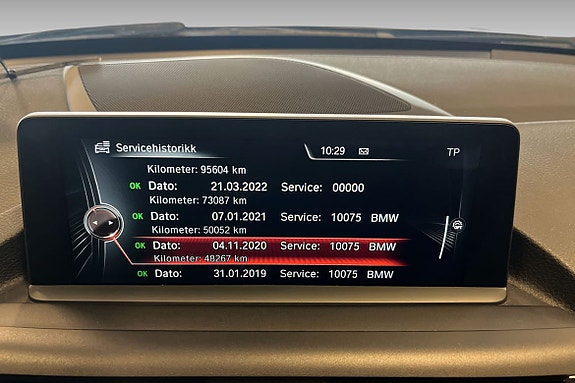 Servicehistorikk 10:29 TP
Kilometer: 95604 km
OK Dato: 21.03.2022 Service: 00000
Kilometer: 73087 km
OK Dato: 07.01.2021 Service: 10075 BMW
Kilometer: 50052 km
OK Dato: 04.11.2020 Service: 10075 BMW
Kilometer: 48267 km
OK Dato: 31.01.2019 Service: 10075 BMW